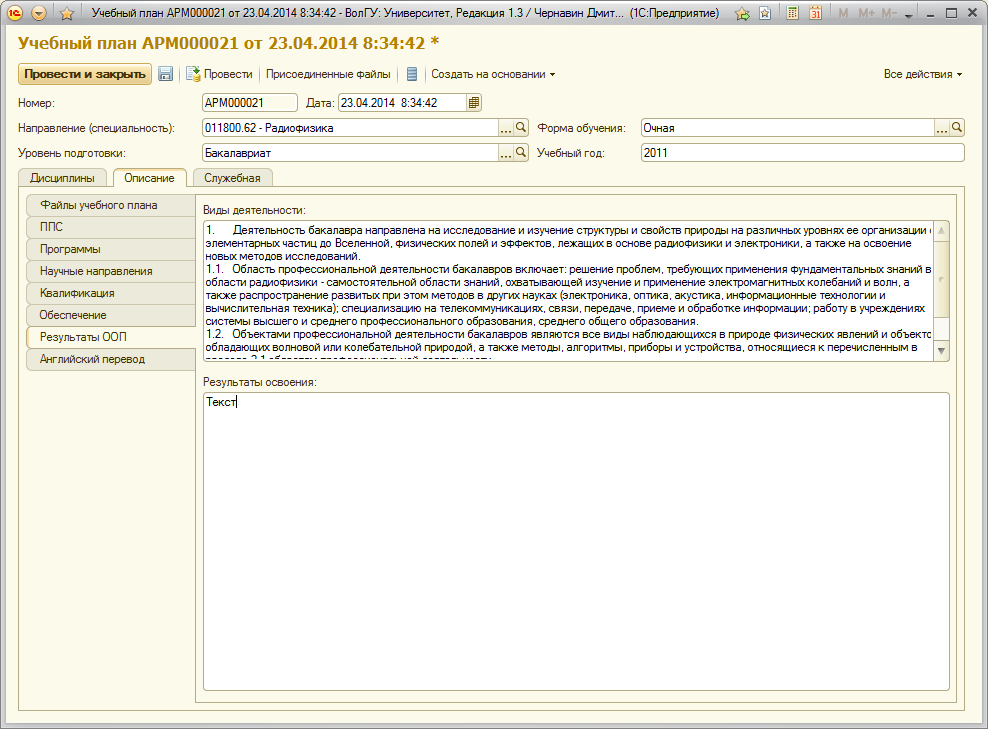 Учебный план АРМ000021 от 23.04.2014 8:34:42 - ВолГУ: Университет, Редакция 1.3 / Чернавин Дмит... (1С:Предприятие)
31 M M+ M-
Учебный план АРМ000021 от 23.04.2014 8:34:42 *
Провести и закрыть Провести Присоединенные файлы Создать на основании Все действия
Номер: АРМ000021 Дата: 23.04.2014 8:34:42
Направление (специальность): 011800.62 - Радиофизика ... Форма обучения: Очная ...
Уровень подготовки: Бакалавриат ... Учебный год: 2011
Дисциплины Описание Служебная
Файлы учебного плана
ППС
Программы
Научные направления
Квалификация
Обеспечение
Результаты ООП
Английский перевод
Виды деятельности:
1. Деятельность бакалавра направлена на исследование и изучение структуры и свойств природы на различных уровнях ее организации
элементарных частиц до Вселенной, физических полей и эффектов, лежащих в основе радиофизики и электроники, а также на освоение
новых методов исследований.
1.1. Область профессиональной деятельности бакалавров включает: решение проблем, требующих применения фундаментальных знаний в
области радиофизики - самостоятельной области знаний, охватывающей изучение и применение электромагнитных колебаний и волн, а
также распространение развитых при этом методов в других науках (электроника, оптика, акустика, информационные технологии и
вычислительная техника); специализацию на телекоммуникациях, связи, передаче, приеме и обработке информации; работу в учреждениях
системы высшего и среднего профессионального образования, среднего общего образования.
1.2. Объектами профессиональной деятельности бакалавров являются все виды наблюдающихся в природе физических явлений и объекто
обладающих волновой или колебательной природой, а также методы, алгоритмы, приборы и устройства, относящиеся к перечисленным в
Результаты освоения:
Текст